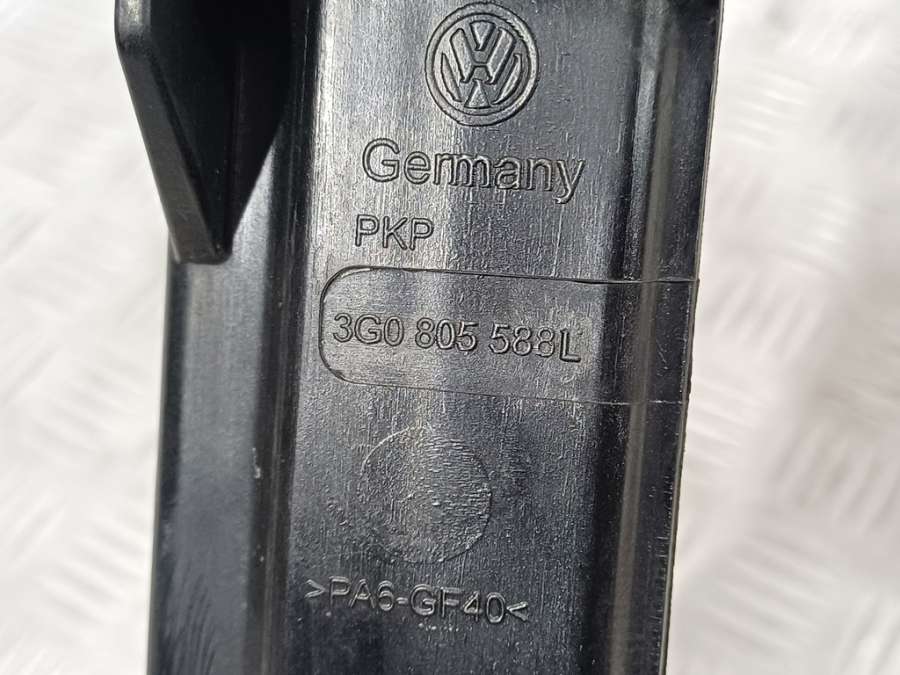 Germany
PKP
3G0 805 588L
>PA6-GF40<